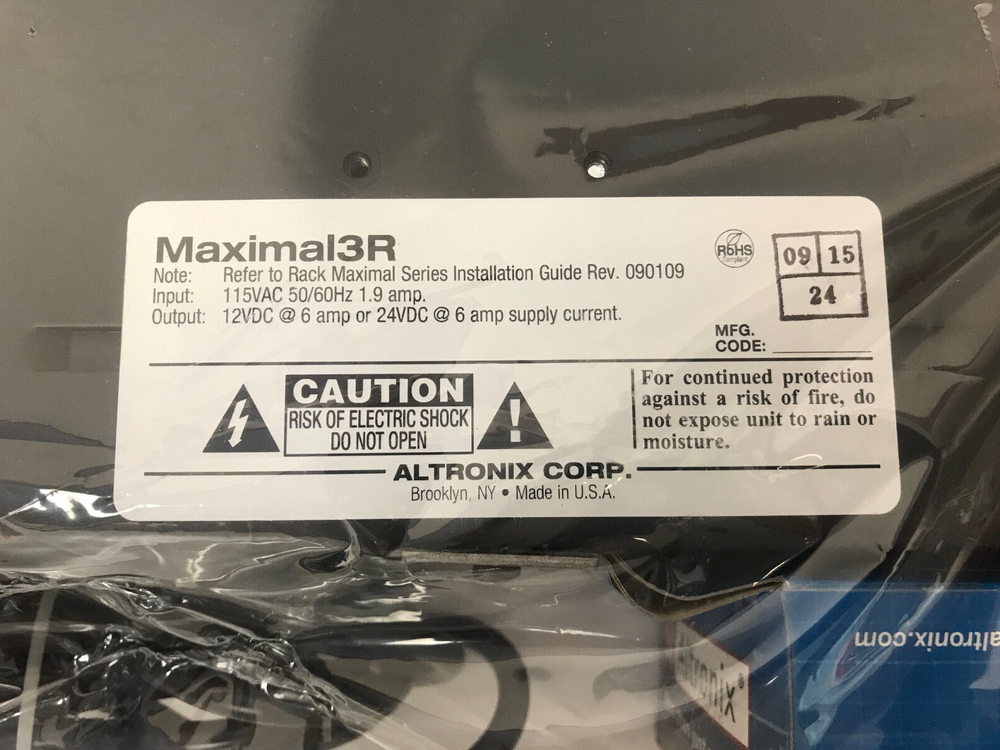 Maximal3R
Note: Refer to Rack Maximal Series Installation Guide Rev. 090109
Input: 115VAC 50/60Hz 1.9 amp.
Output: 12VDC @ 6 amp or 24VDC @ 6 amp supply current.
RoHS
Compliant
09 15
24
MFG.
CODE:
CAUTION
RISK OF ELECTRIC SHOCK
DO NOT OPEN
For continued protection
against a risk of fire, do
not expose unit to rain or
moisture.
ALTRONIX CORP.
Brooklyn, NY • Made in U.S.A.
altronix.com
Altronix®